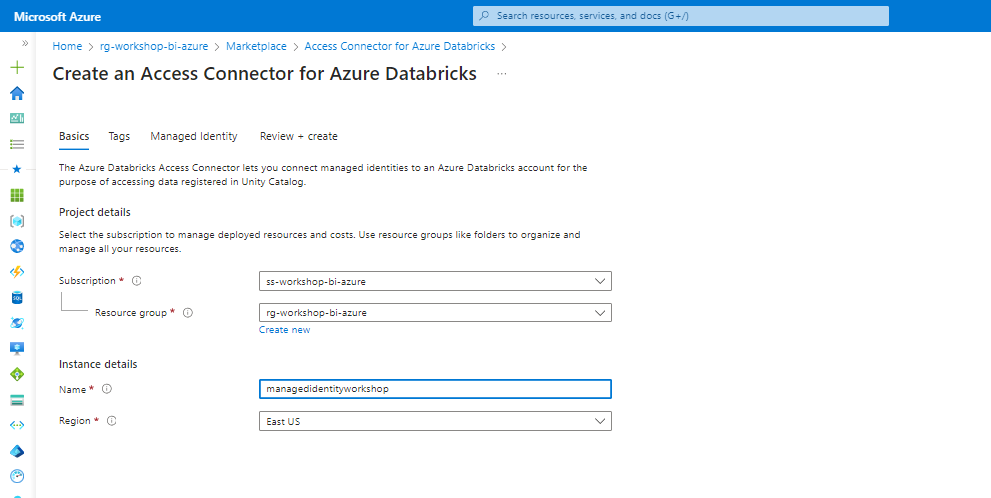 Microsoft Azure
Search resources, services, and docs (G+/)
Home > rg-workshop-bi-azure > Marketplace > Access Connector for Azure Databricks >
Create an Access Connector for Azure Databricks ...
Basics Tags Managed Identity Review + create
The Azure Databricks Access Connector lets you connect managed identities to an Azure Databricks account for the
purpose of accessing data registered in Unity Catalog.
Project details
Select the subscription to manage deployed resources and costs. Use resource groups like folders to organize and
manage all your resources.
Subscription * ss-workshop-bi-azure
Resource group * rg-workshop-bi-azure
Create new
Instance details
Name * managedidentityworkshop
Region * East US
SQL